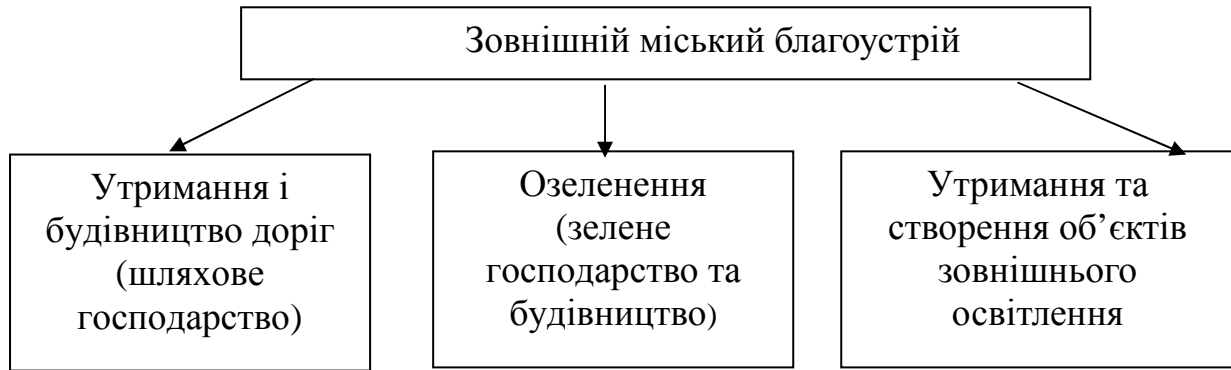 Зовнішній міський благоустрій
Утримання і
будівництво доріг
(шляхове
господарство)
Озеленення
(зелене
господарство та
будівництво)
Утримання та
створення об’єктів
зовнішнього
освітлення